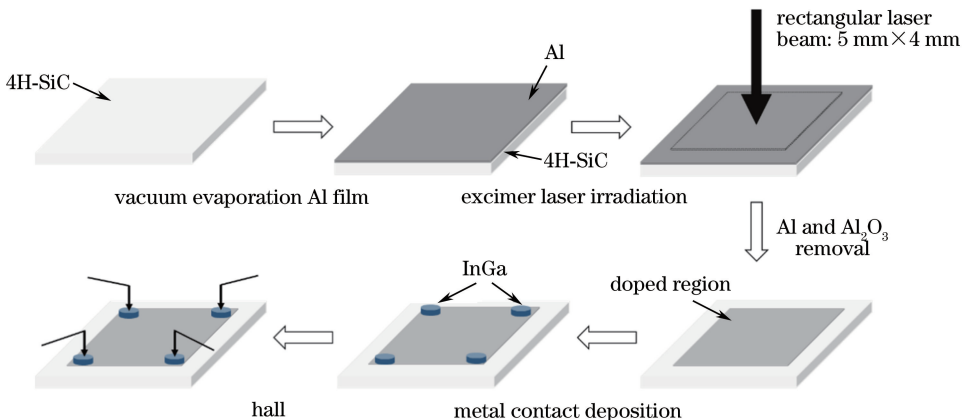 rectangular laser
beam: 5 mm×4 mm
Al
4H-SiC
4H-SiC
vacuum evaporation Al film
excimer laser irradiation
Al and Al₂O₃
removal
InGa
doped region
hall
metal contact deposition